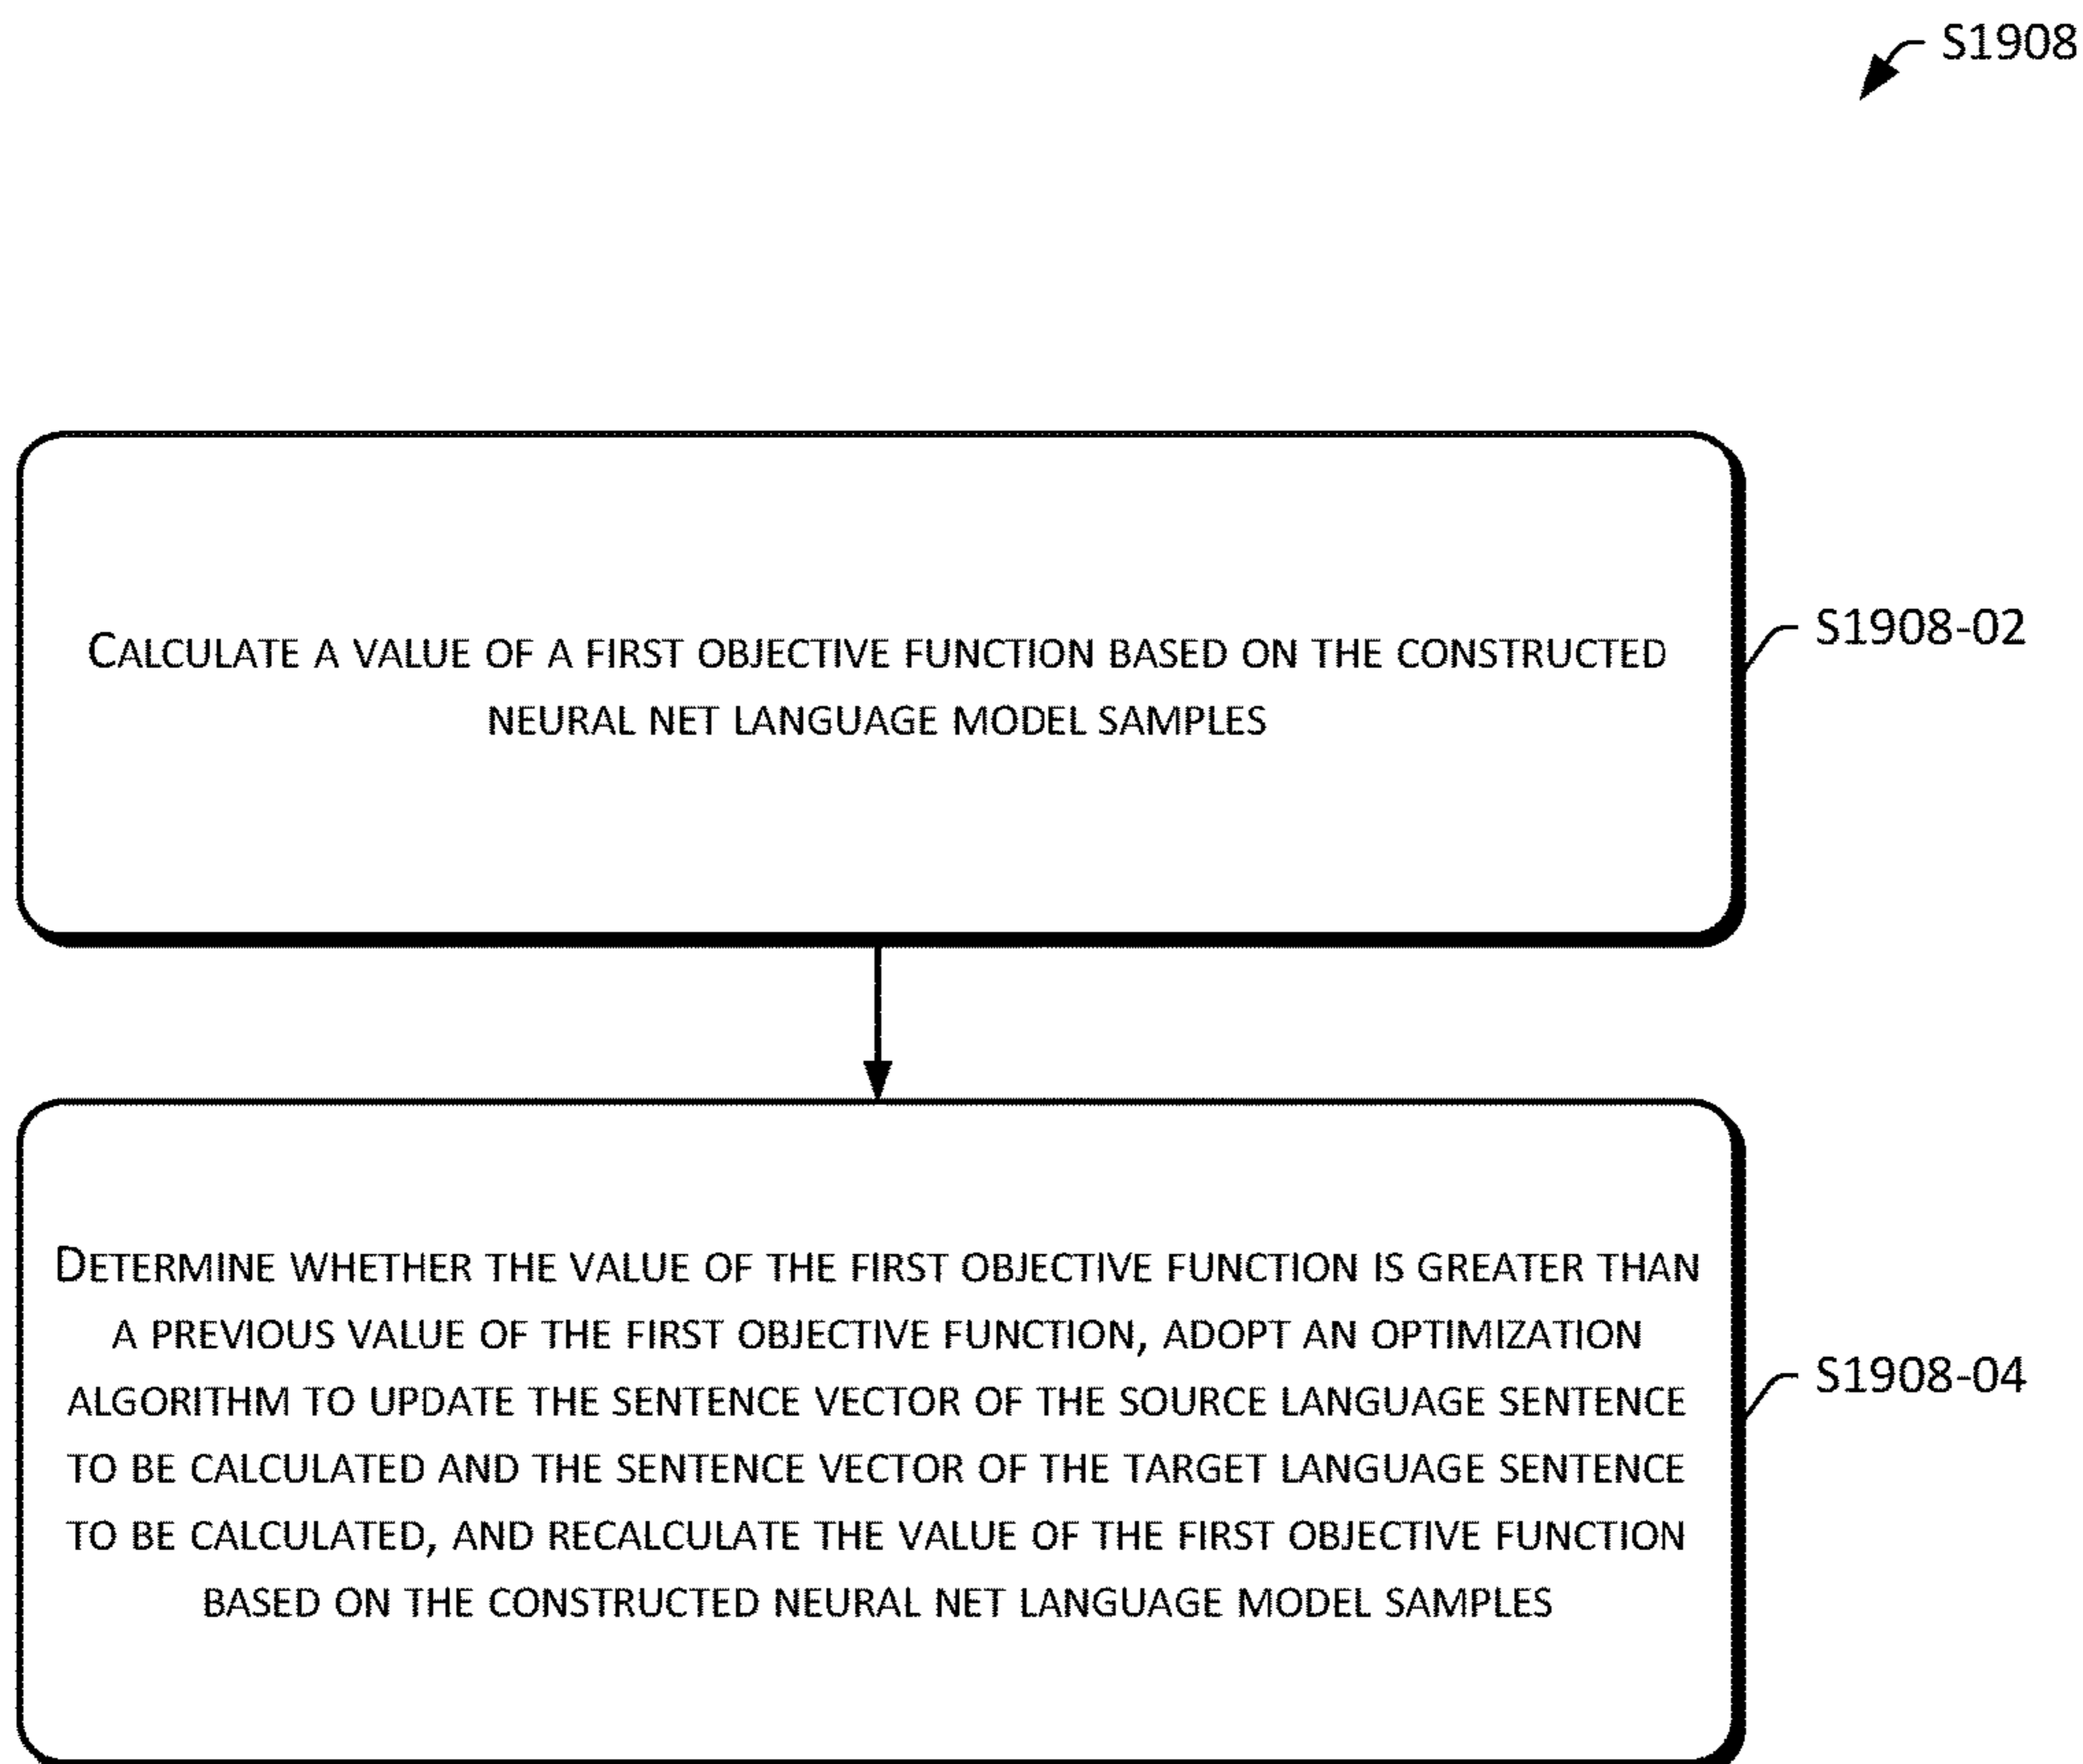 S1908
CALCULATE A VALUE OF A FIRST OBJECTIVE FUNCTION BASED ON THE CONSTRUCTED
NEURAL NET LANGUAGE MODEL SAMPLES
S1908-02
DETERMINE WHETHER THE VALUE OF THE FIRST OBJECTIVE FUNCTION IS GREATER THAN
A PREVIOUS VALUE OF THE FIRST OBJECTIVE FUNCTION, ADOPT AN OPTIMIZATION
ALGORITHM TO UPDATE THE SENTENCE VECTOR OF THE SOURCE LANGUAGE SENTENCE
TO BE CALCULATED AND THE SENTENCE VECTOR OF THE TARGET LANGUAGE SENTENCE
TO BE CALCULATED, AND RECALCULATE THE VALUE OF THE FIRST OBJECTIVE FUNCTION
BASED ON THE CONSTRUCTED NEURAL NET LANGUAGE MODEL SAMPLES
S1908-04